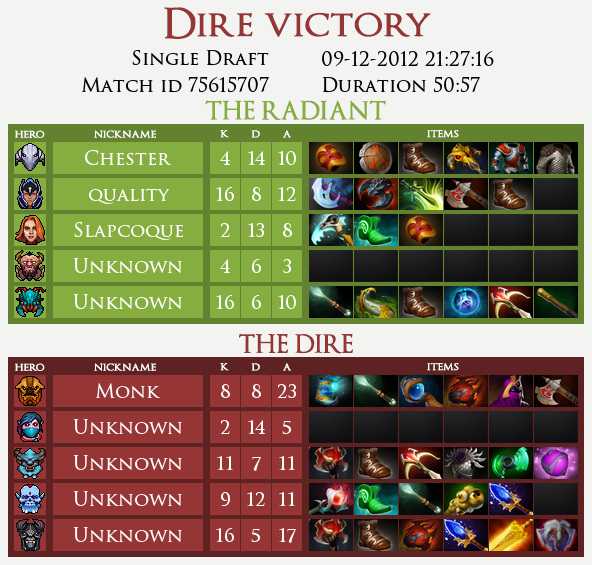 DIRE VICTORY
SINGLE DRAFT 09-12-2012 21:27:16
MATCH ID 75615707 DURATION 50:57
THE RADIANT
HERO NICKNAME K D A ITEMS
CHESTER 4 14 10
QUALITY 16 8 12
SLAPCOQUE 2 13 8
UNKNOWN 4 6 3
UNKNOWN 16 6 10
THE DIRE
HERO NICKNAME K D A ITEMS
MONK 8 8 23
UNKNOWN 2 14 5
UNKNOWN 11 7 11
UNKNOWN 9 12 11
UNKNOWN 16 5 17